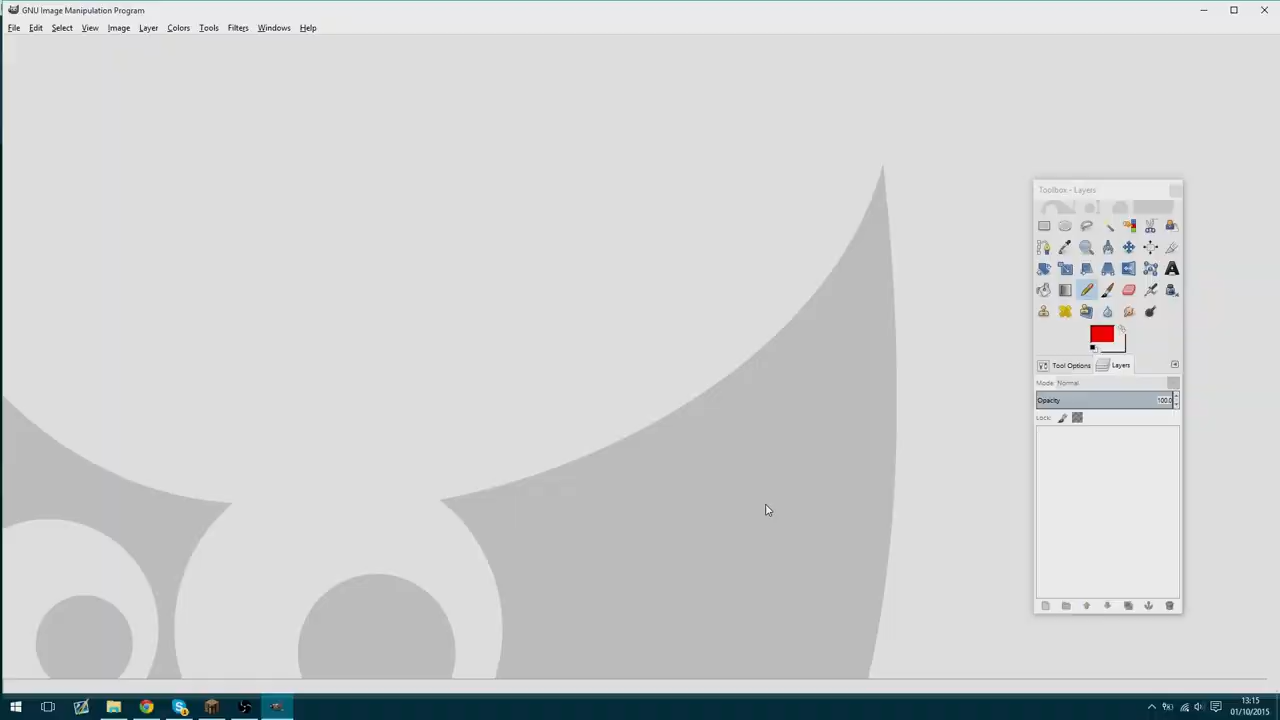 GNU Image Manipulation Program
File Edit Select View Image Layer Colors Tools Filters Windows Help
Toolbox - Layers
Tool Options Layers
Mode Normal
Opacity 100.0
Lock:
13:15
01/10/2015